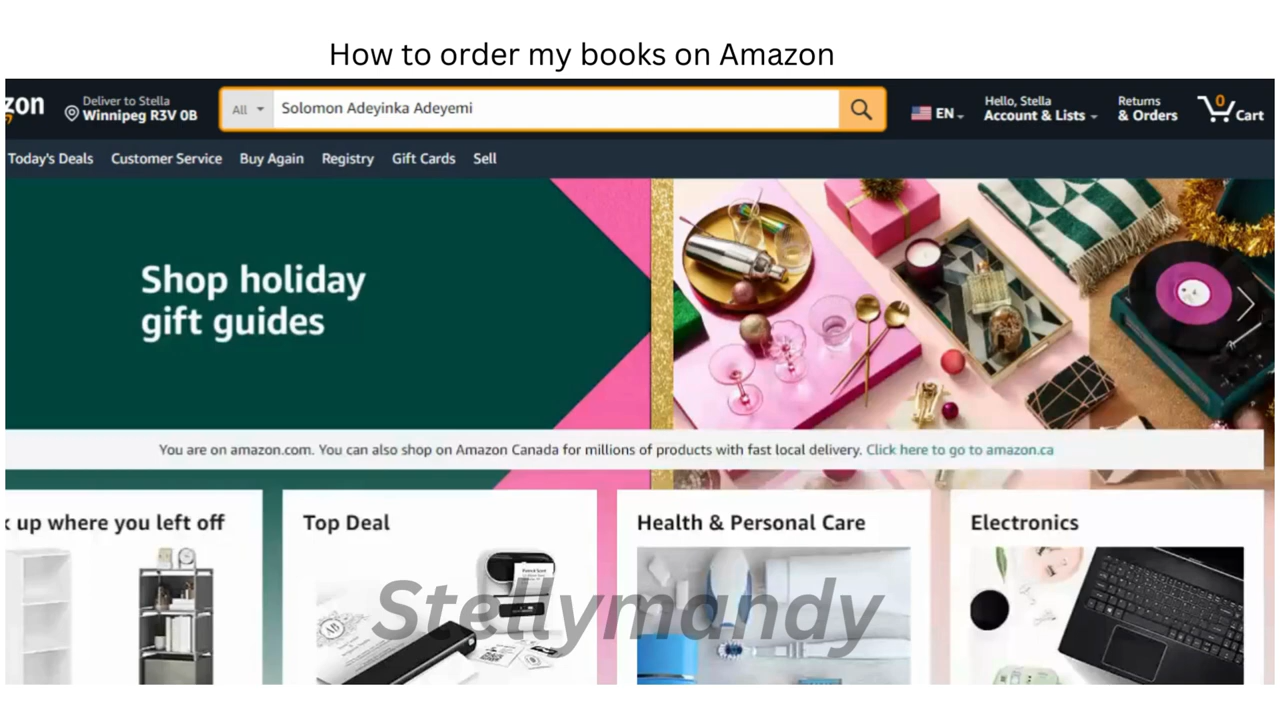 How to order my books on Amazon
zon
Deliver to Stella
Winnipeg R3V 0B
All
Solomon Adeyinka Adeyemi
EN
Hello, Stella
Account & Lists
Returns
& Orders
0
Cart
Today's Deals Customer Service Buy Again Registry Gift Cards Sell
Shop holiday
gift guides
You are on amazon.com. You can also shop on Amazon Canada for millions of products with fast local delivery. Click here to go to amazon.ca
k up where you left off
Top Deal
Health & Personal Care
Electronics
Stellymandy